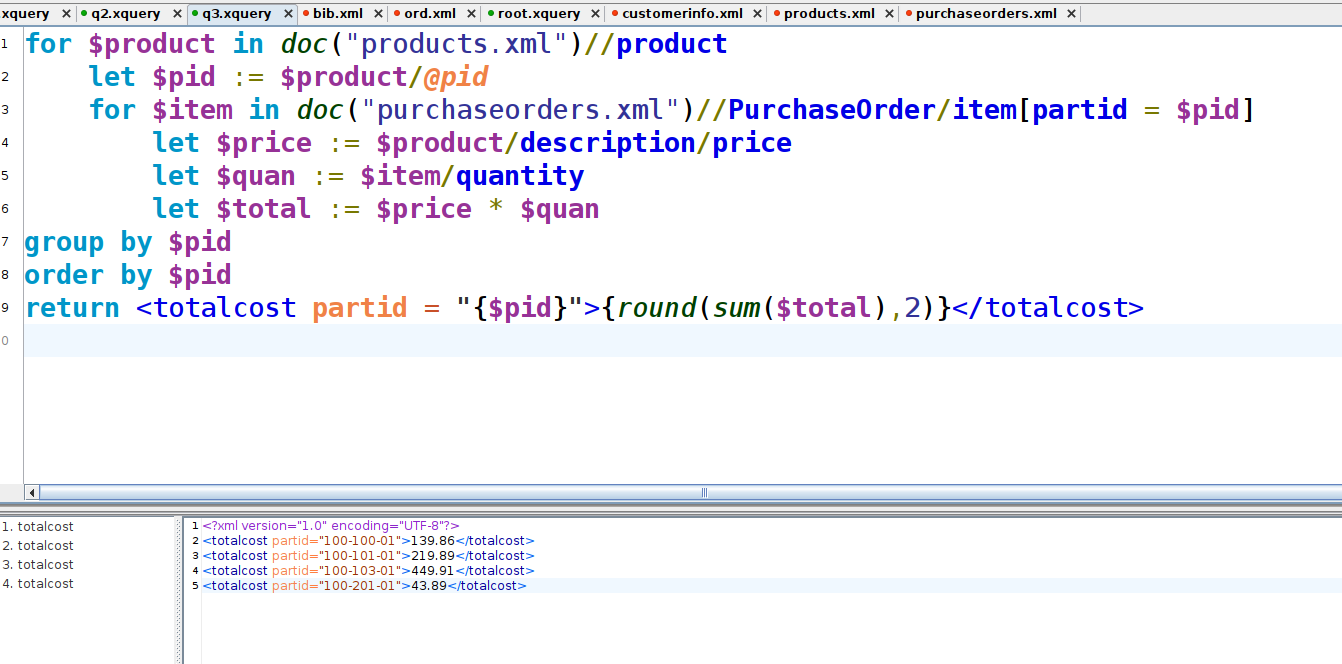 xquery q2.xquery q3.xquery bib.xml ord.xml root.xquery customerinfo.xml products.xml purchaseorders.xml
1 for $product in doc("products.xml")//product
2 let $pid := $product/@pid
3 for $item in doc("purchaseorders.xml")//PurchaseOrder/item[partid = $pid]
4 let $price := $product/description/price
5 let $quan := $item/quantity
6 let $total := $price * $quan
7 group by $pid
8 order by $pid
9 return <totalcost partid = "{$pid}">{round(sum($total),2)}</totalcost>
0
1. totalcost
2. totalcost
3. totalcost
4. totalcost
1 <?xml version="1.0" encoding="UTF-8"?>
2 <totalcost partid="100-100-01">139.86</totalcost>
3 <totalcost partid="100-101-01">219.89</totalcost>
4 <totalcost partid="100-103-01">449.91</totalcost>
5 <totalcost partid="100-201-01">43.89</totalcost>